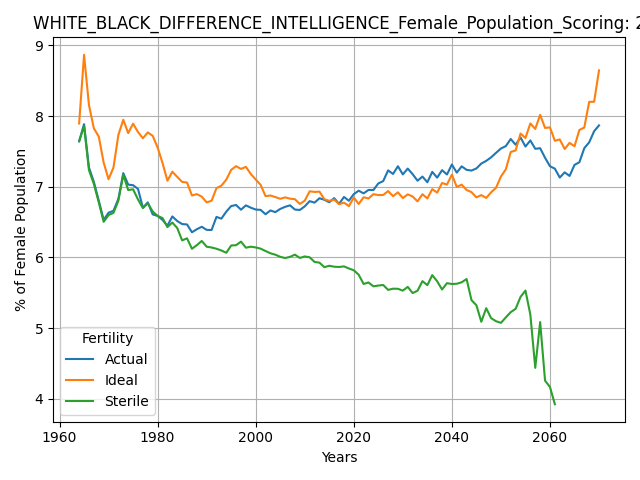 WHITE_BLACK_DIFFERENCE_INTELLIGENCE_Female_Population_Scoring: 2
9
8
7
6
5
4
% of Female Population
Fertility
Actual
Ideal
Sterile
1960 1980 2000 2020 2040 2060
Years